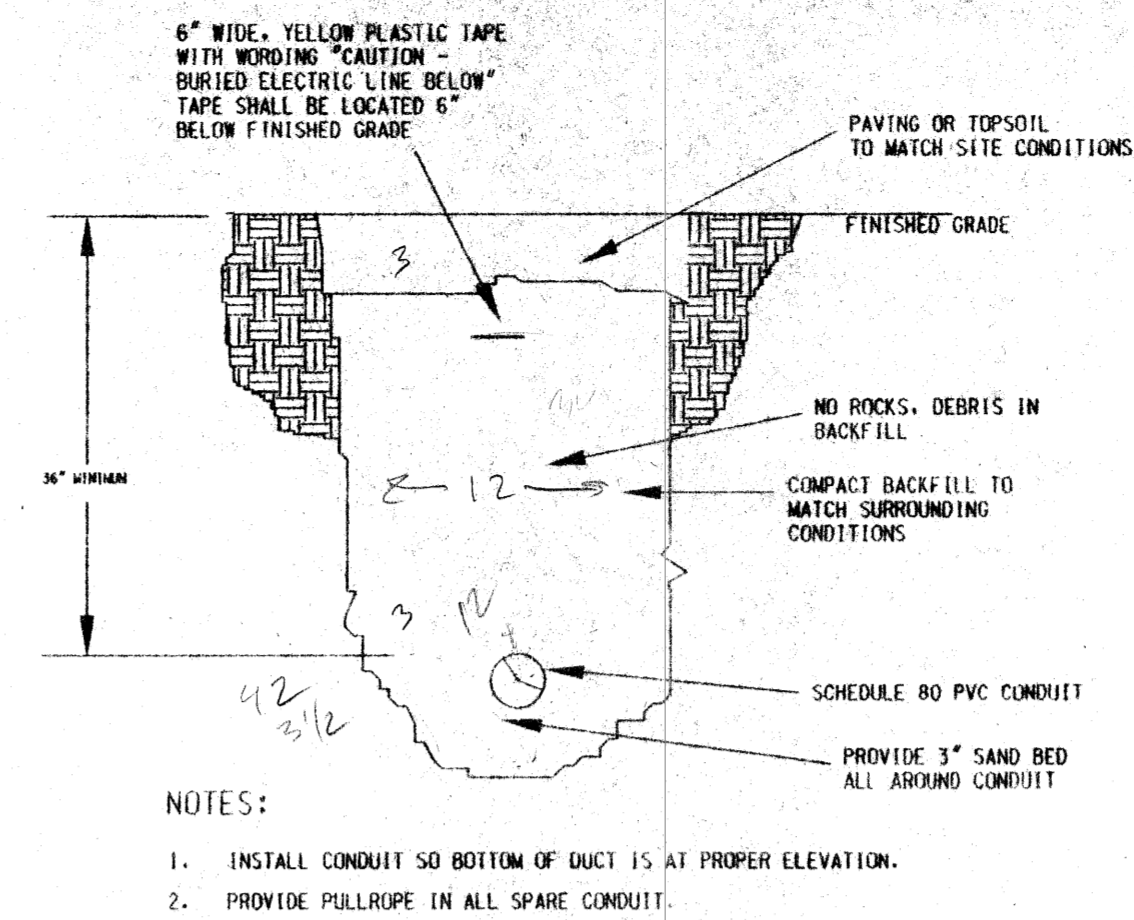 6" WIDE, YELLOW PLASTIC TAPE
WITH WORDING "CAUTION -
BURIED ELECTRIC LINE BELOW"
TAPE SHALL BE LOCATED 6"
BELOW FINISHED GRADE
PAVING OR TOPSOIL
TO MATCH SITE CONDITIONS
FINISHED GRADE
3
NO ROCKS, DEBRIS IN
BACKFILL
36" MINIMUM
12
COMPACT BACKFILL TO
MATCH SURROUNDING
CONDITIONS
3
12
SCHEDULE 80 PVC CONDUIT
42
3 1/2
PROVIDE 3" SAND BED
ALL AROUND CONDUIT
NOTES:
1. INSTALL CONDUIT SO BOTTOM OF DUCT IS AT PROPER ELEVATION.
2. PROVIDE PULLROPE IN ALL SPARE CONDUIT.